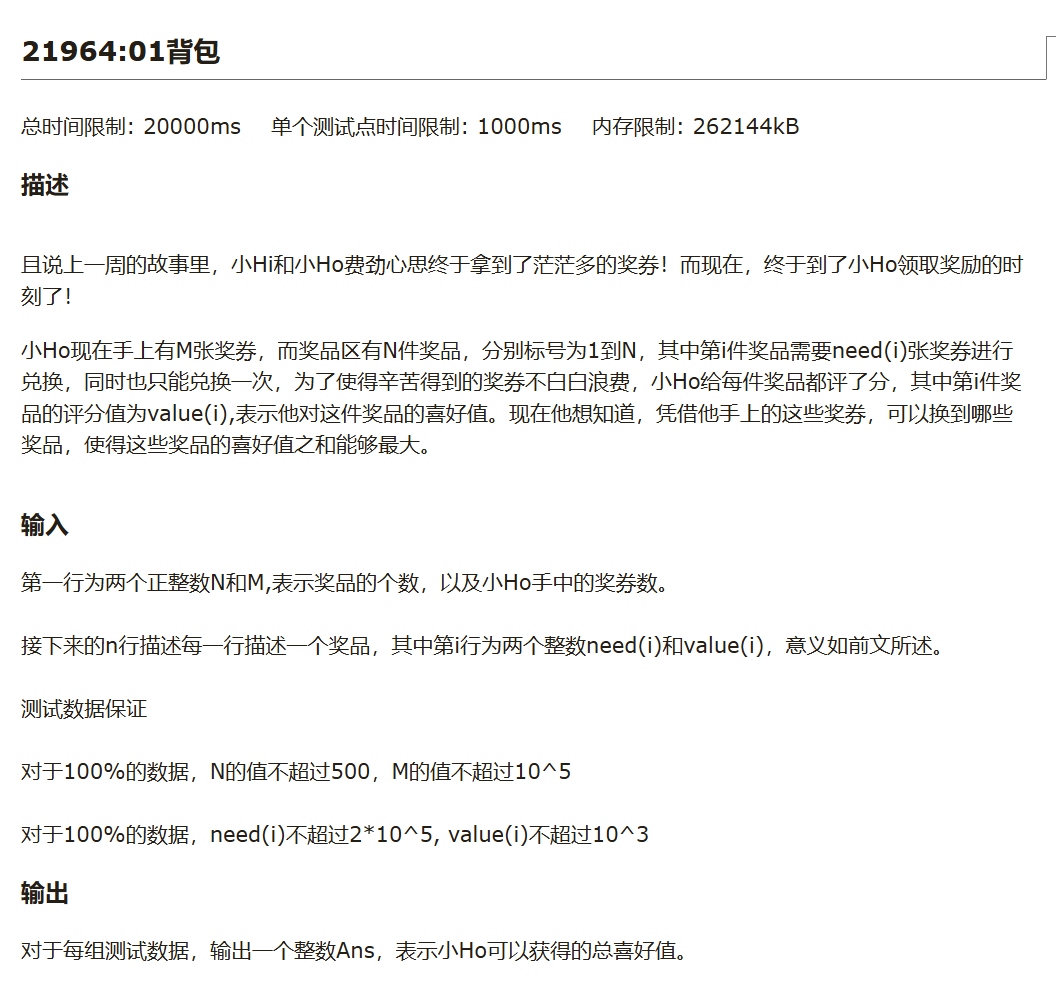 21964:01背包
总时间限制: 20000ms 单个测试点时间限制: 1000ms 内存限制: 262144kB
描述
且说上一周的故事里，小Hi和小Ho费劲心思终于拿到了茫茫多的奖券！而现在，终于到了小Ho领取奖励的时
刻了！
小Ho现在手上有M张奖券，而奖品区有N件奖品，分别标号为1到N，其中第i件奖品需要need(i)张奖券进行
兑换，同时也只能兑换一次，为了使得辛苦得到的奖券不白白浪费，小Ho给每件奖品都评了分，其中第i件奖
品的评分值为value(i),表示他对这件奖品的喜好值。现在他想知道，凭借他手上的这些奖券，可以换到哪些
奖品，使得这些奖品的喜好值之和能够最大。
输入
第一行为两个正整数N和M,表示奖品的个数，以及小Ho手中的奖券数。
接下来的n行描述每一行描述一个奖品，其中第i行为两个整数need(i)和value(i)，意义如前文所述。
测试数据保证
对于100%的数据，N的值不超过500，M的值不超过10^5
对于100%的数据，need(i)不超过2*10^5, value(i)不超过10^3
输出
对于每组测试数据，输出一个整数Ans，表示小Ho可以获得的总喜好值。